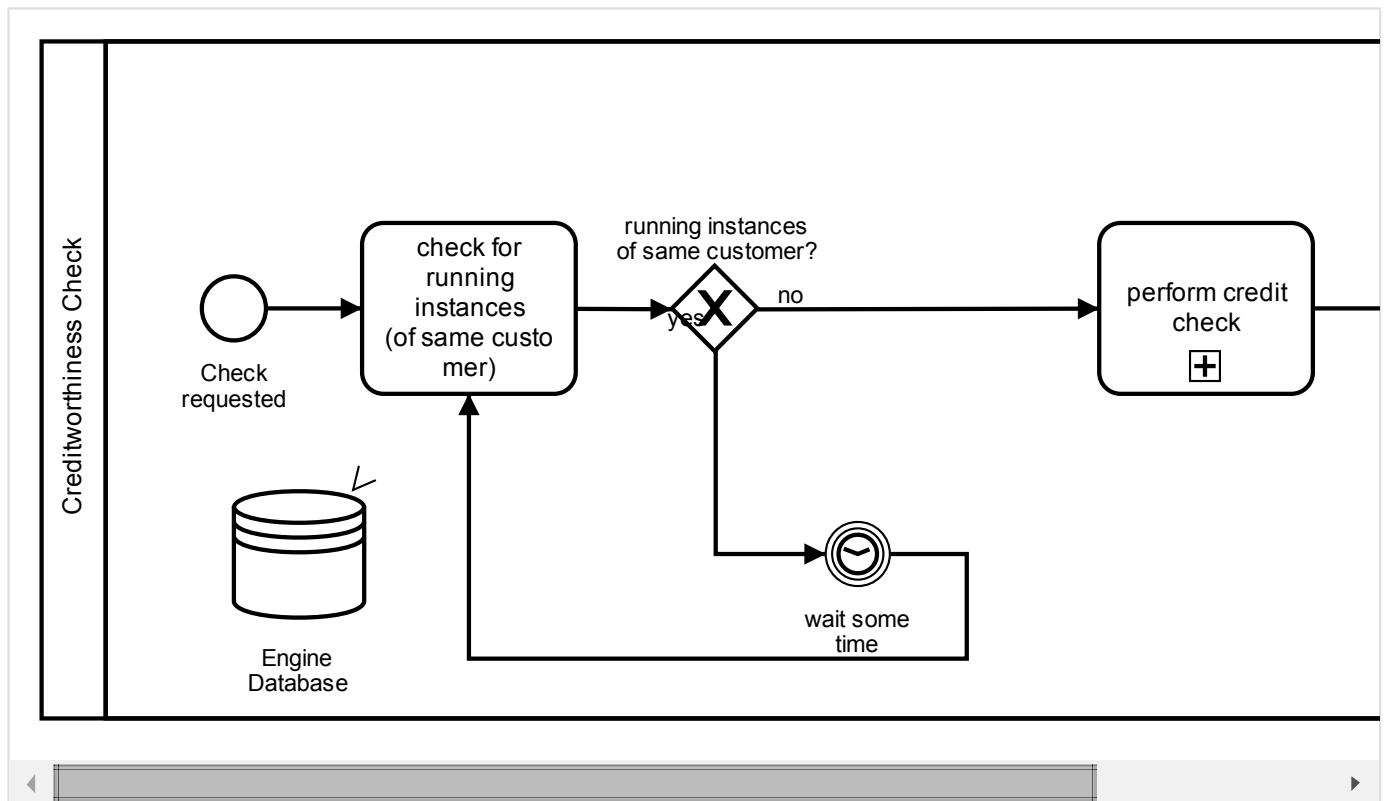 Creditworthiness Check
Check
requested
check for
running
instances
(of same custo
mer)
running instances
of same customer?
yes
no
perform credit
check
wait some
time
Engine
Database